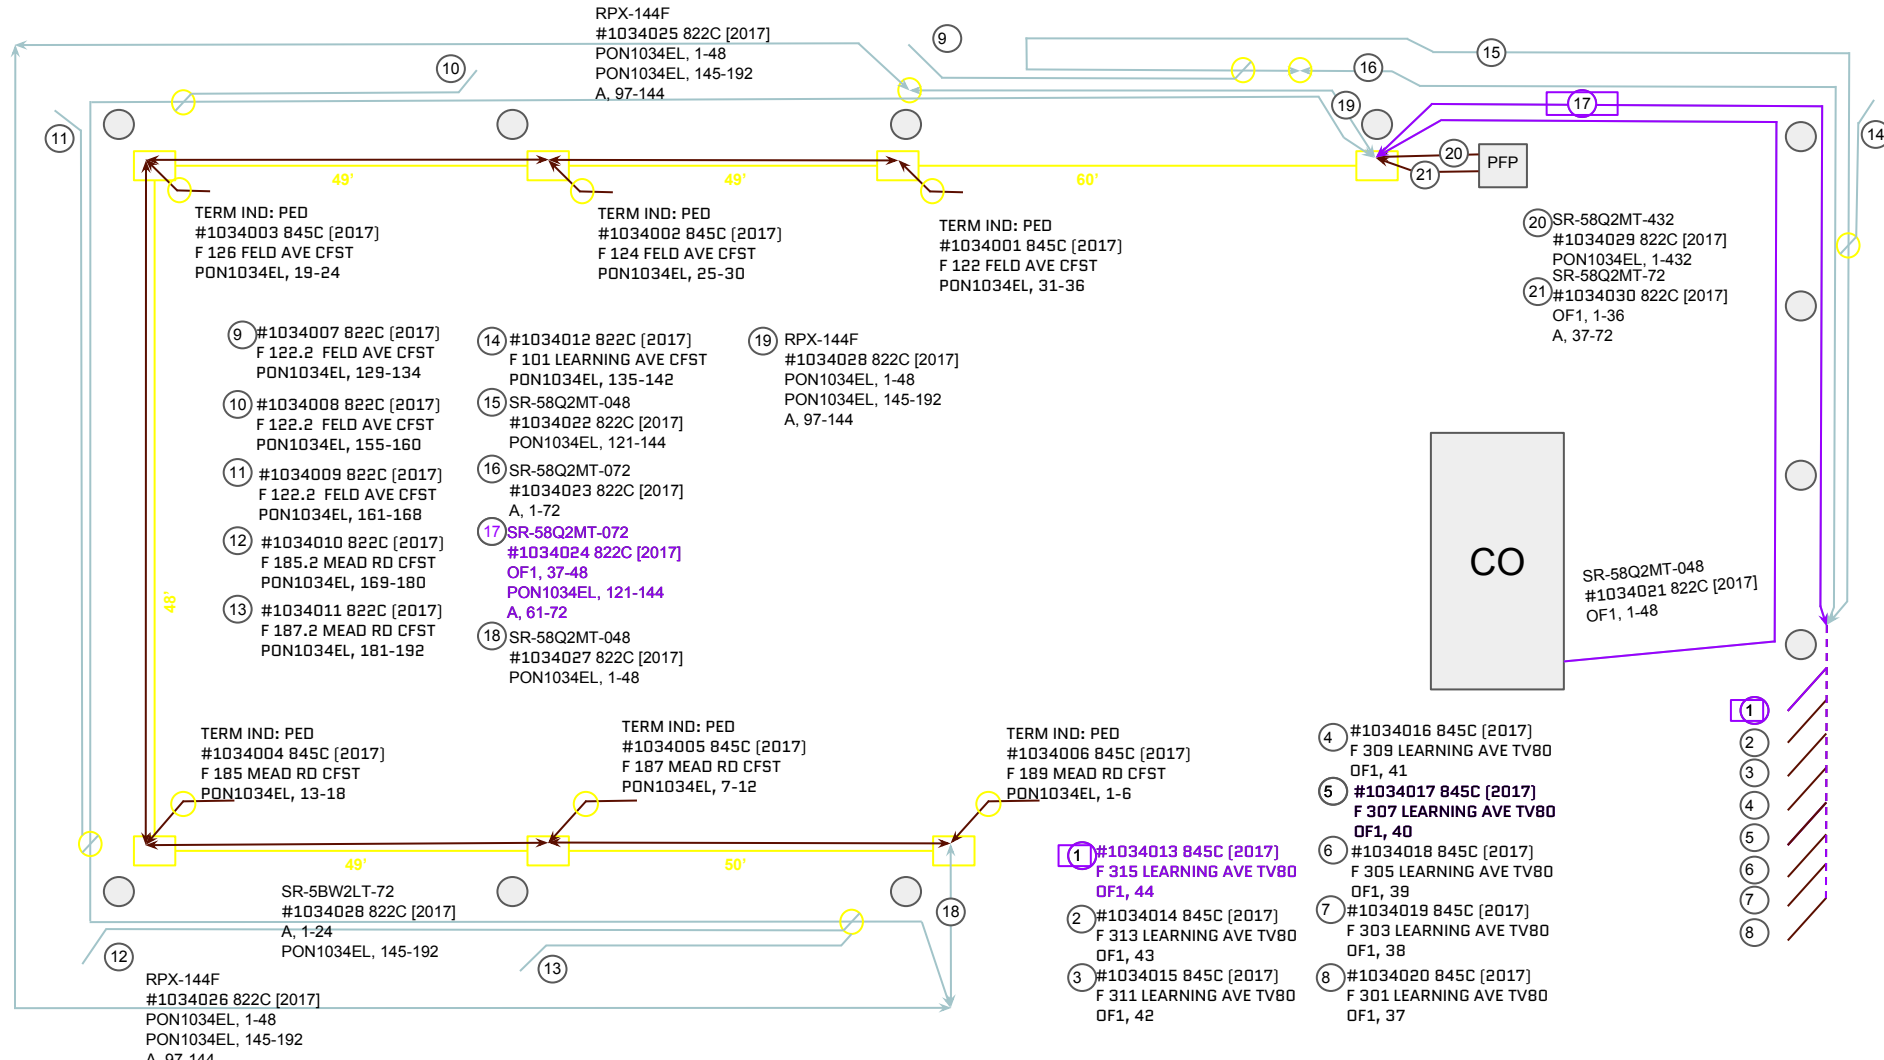 RPX-144F
#1034025 822C [2017]
PON1034EL, 1-48
PON1034EL, 145-192
A, 97-144
9
10
15
16
11
19
17
14
20
21
PFP
49'
49'
60'
TERM IND: PED
#1034003 845C (2017)
F 126 FELD AVE CFST
PON1034EL, 19-24
TERM IND: PED
#1034002 845C (2017)
F 124 FELD AVE CFST
PON1034EL, 25-30
TERM IND: PED
#1034001 845C (2017)
F 122 FELD AVE CFST
PON1034EL, 31-36
20 SR-58Q2MT-432
#1034029 822C [2017]
PON1034EL, 1-432
21 SR-58Q2MT-72
#1034030 822C [2017]
OF1, 1-36
A, 37-72
9 #1034007 822C (2017)
F 122.2 FELD AVE CFST
PON1034EL, 129-134
10 #1034008 822C (2017)
F 122.2 FELD AVE CFST
PON1034EL, 155-160
11 #1034009 822C (2017)
F 122.2 FELD AVE CFST
PON1034EL, 161-168
12 #1034010 822C (2017)
F 185.2 MEAD RD CFST
PON1034EL, 169-180
13 #1034011 822C (2017)
F 187.2 MEAD RD CFST
PON1034EL, 181-192
14 #1034012 822C (2017)
F 101 LEARNING AVE CFST
PON1034EL, 135-142
15 SR-58Q2MT-048
#1034022 822C [2017]
PON1034EL, 121-144
16 SR-58Q2MT-072
#1034023 822C [2017]
A, 1-72
17 SR-58Q2MT-072
#1034024 822C [2017]
OF1, 37-48
PON1034EL, 121-144
A, 61-72
18 SR-58Q2MT-048
#1034027 822C [2017]
PON1034EL, 1-48
19 RPX-144F
#1034028 822C [2017]
PON1034EL, 1-48
PON1034EL, 145-192
A, 97-144
48'
CO
SR-58Q2MT-048
#1034021 822C [2017]
OF1, 1-48
TERM IND: PED
#1034004 845C (2017)
F 185 MEAD RD CFST
PON1034EL, 13-18
TERM IND: PED
#1034005 845C (2017)
F 187 MEAD RD CFST
PON1034EL, 7-12
TERM IND: PED
#1034006 845C (2017)
F 189 MEAD RD CFST
PON1034EL, 1-6
49'
50'
1 #1034013 845C (2017)
F 315 LEARNING AVE TV80
OF1, 44
2 #1034014 845C (2017)
F 313 LEARNING AVE TV80
OF1, 43
3 #1034015 845C (2017)
F 311 LEARNING AVE TV80
OF1, 42
4 #1034016 845C (2017)
F 309 LEARNING AVE TV80
OF1, 41
5 #1034017 845C (2017)
F 307 LEARNING AVE TV80
OF1, 40
6 #1034018 845C (2017)
F 305 LEARNING AVE TV80
OF1, 39
7 #1034019 845C (2017)
F 303 LEARNING AVE TV80
OF1, 38
8 #1034020 845C (2017)
F 301 LEARNING AVE TV80
OF1, 37
1
2
3
4
5
6
7
8
SR-5BW2LT-72
#1034028 822C [2017]
A, 1-24
PON1034EL, 145-192
18
12
13
RPX-144F
#1034026 822C [2017]
PON1034EL, 1-48
PON1034EL, 145-192
A, 97-144